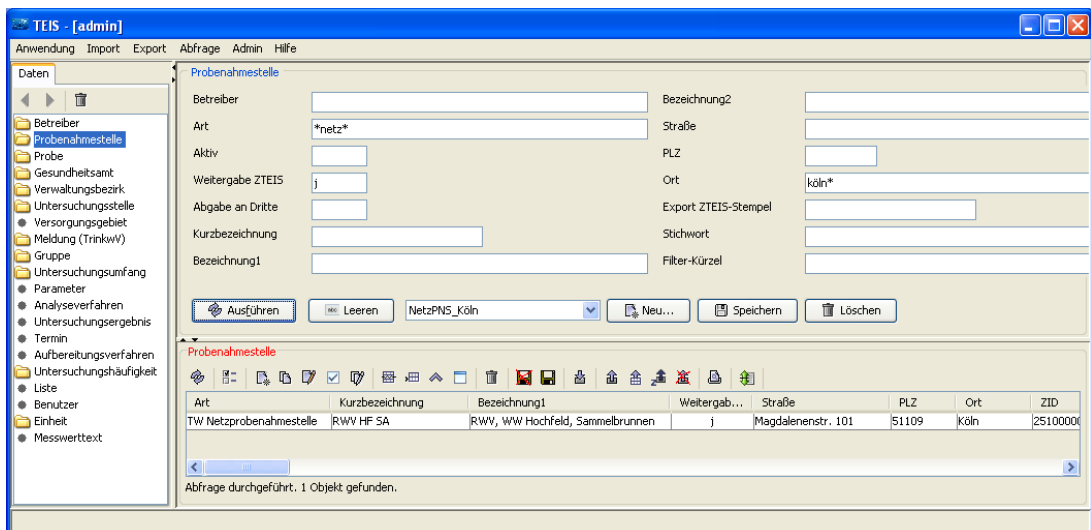 TEIS - [admin]
Anwendung Import Export Abfrage Admin Hilfe
Daten
Betreiber
Probenahmestelle
Probe
Gesundheitsamt
Verwaltungsbezirk
Untersuchungsstelle
Versorgungsgebiet
Meldung (TrinkwV)
Gruppe
Untersuchungsumfang
Parameter
Analyseverfahren
Untersuchungsergebnis
Termin
Aufbereitungsverfahren
Untersuchungshäufigkeit
Liste
Benutzer
Einheit
Messwerttext
Probenahmestelle
Betreiber Bezeichnung2
Art *netz* Straße
Aktiv PLZ
Weitergabe ZTEIS j Ort köln*
Abgabe an Dritte Export ZTEIS-Stempel
Kurzbezeichnung Stichwort
Bezeichnung1 Filter-Kürzel
Ausführen abc Leeren NetzPNS_Köln Neu... Speichern Löschen
Probenahmestelle
Art Kurzbezeichnung Bezeichnung1 Weitergab... Straße PLZ Ort ZID
TW Netzprobenahmestelle RWV HF SA RWV, WW Hochfeld, Sammelbrunnen j Magdalenenstr. 101 51109 Köln
Abfrage durchgeführt. 1 Objekt gefunden.